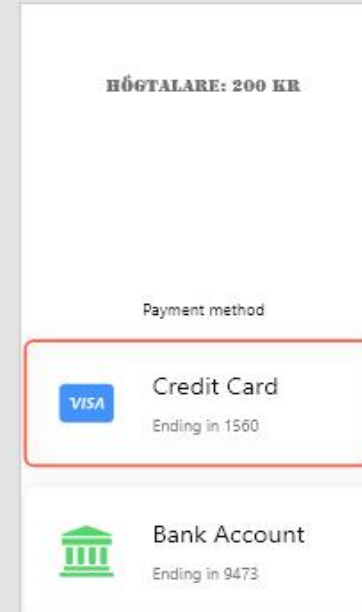 HÖGTALARE: 200 KR
Payment method
VISA
Credit Card
Ending in 1560
Bank Account
Ending in 9473